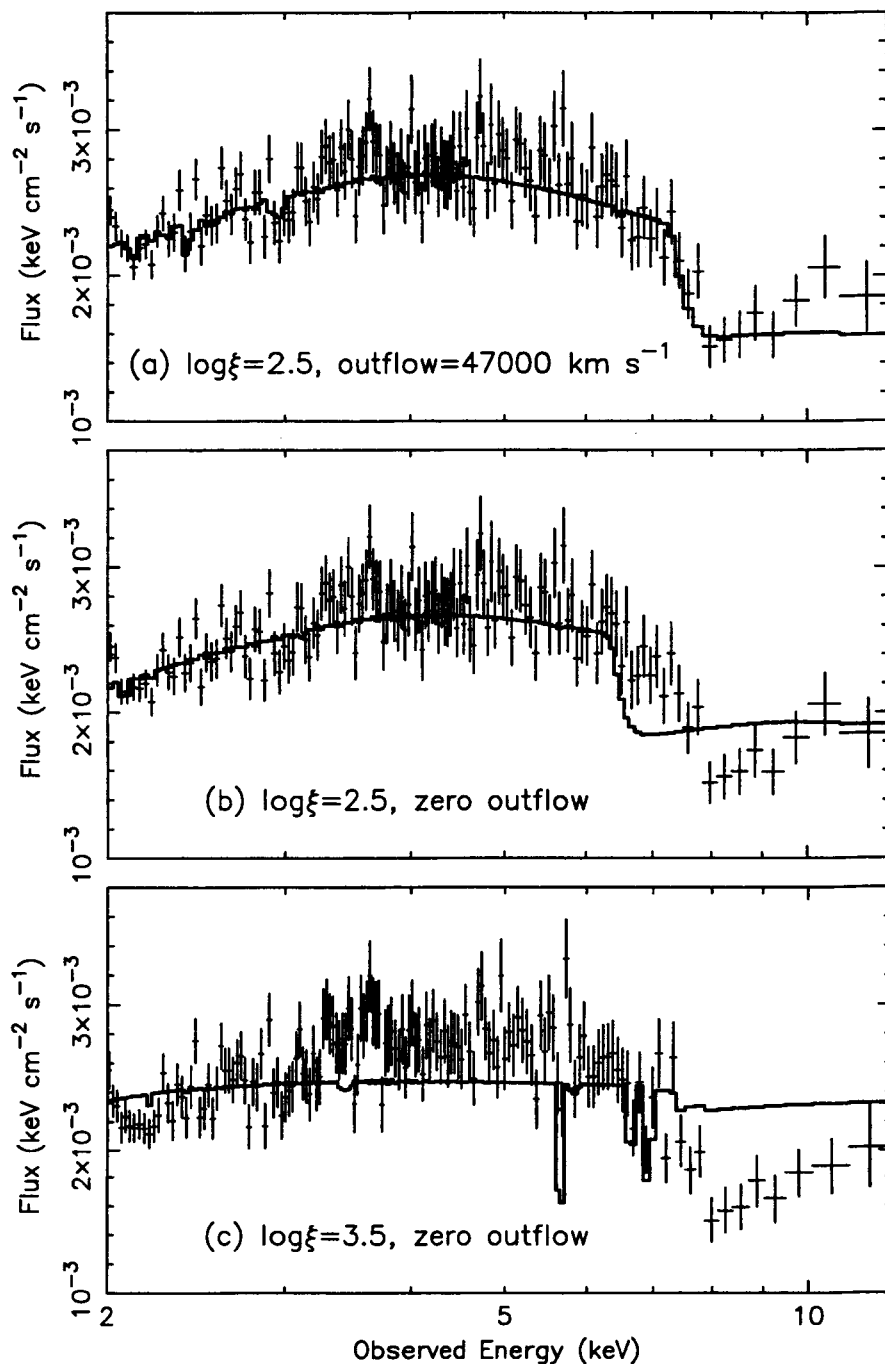 3×10⁻³
2×10⁻³
10⁻³
Flux (keV cm⁻² s⁻¹)
(a) logξ=2.5, outflow=47000 km s⁻¹
3×10⁻³
2×10⁻³
10⁻³
Flux (keV cm⁻² s⁻¹)
(b) logξ=2.5, zero outflow
3×10⁻³
2×10⁻³
10⁻³
Flux (keV cm⁻² s⁻¹)
(c) logξ=3.5, zero outflow
2 5 10
Observed Energy (keV)